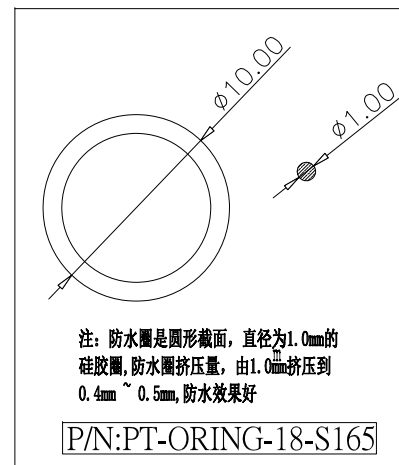 ø10.00
ø1.00
注：防水圈是圆形截面，直径为1.0mm的
硅胶圈,防水圈挤压量，由1.0mm挤压到
0.4mm ~ 0.5mm,防水效果好
P/N:PT-ORING-18-S165